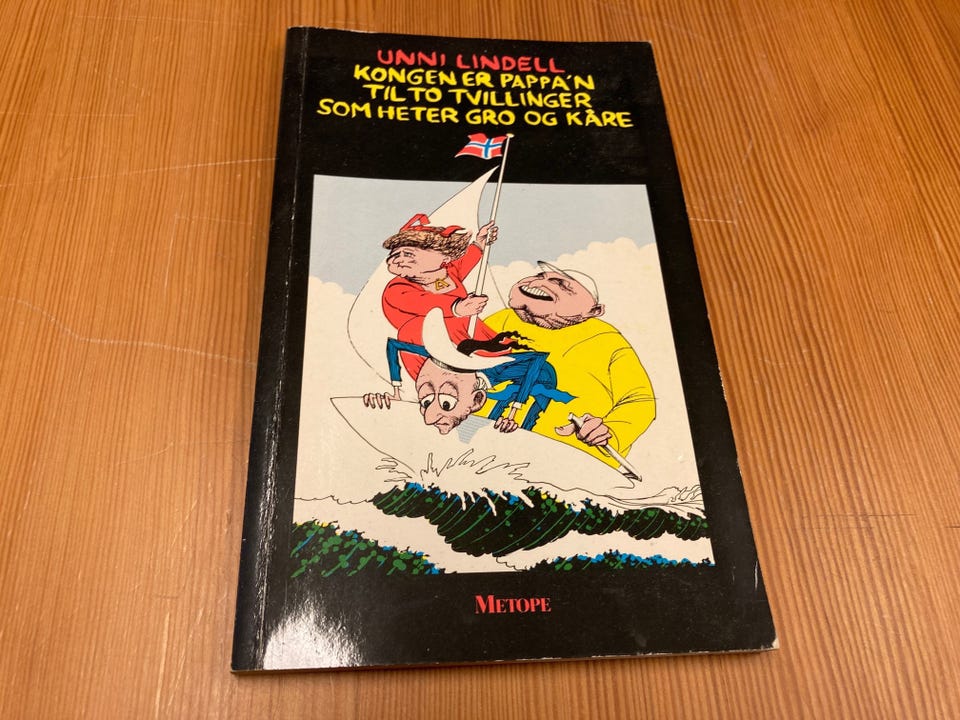 UNNI LINDELL
KONGEN ER PAPPA'N
TIL TO TVILLINGER
SOM HETER GRO OG KÅRE
METOPE